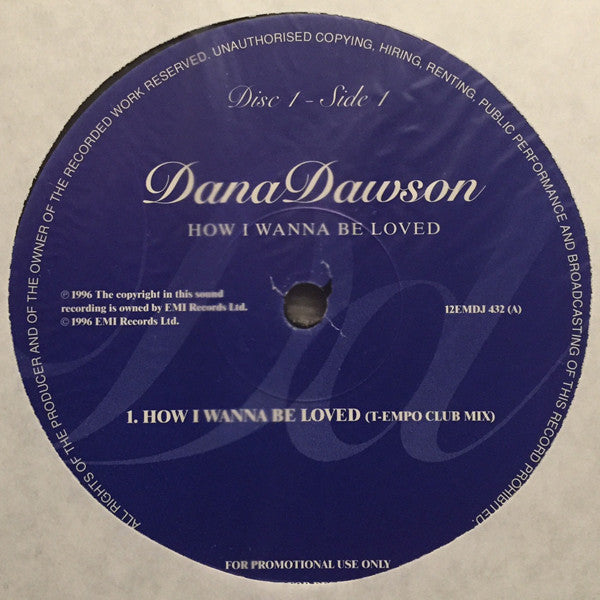 ALL RIGHTS OF THE PRODUCER AND OF THE OWNER OF THE RECORDED WORK RESERVED. UNAUTHORISED COPYING, HIRING, RENTING, PUBLIC PERFORMANCE AND BROADCASTING OF THIS RECORD PROHIBITED.
Disc 1 - Side 1
Dana Dawson
HOW I WANNA BE LOVED
℗ 1996 The copyright in this sound
recording is owned by EMI Records Ltd.
© 1996 EMI Records Ltd.
12EMDJ 432 (A)
Dd
1. HOW I WANNA BE LOVED (T-EMPO CLUB MIX)
FOR PROMOTIONAL USE ONLY